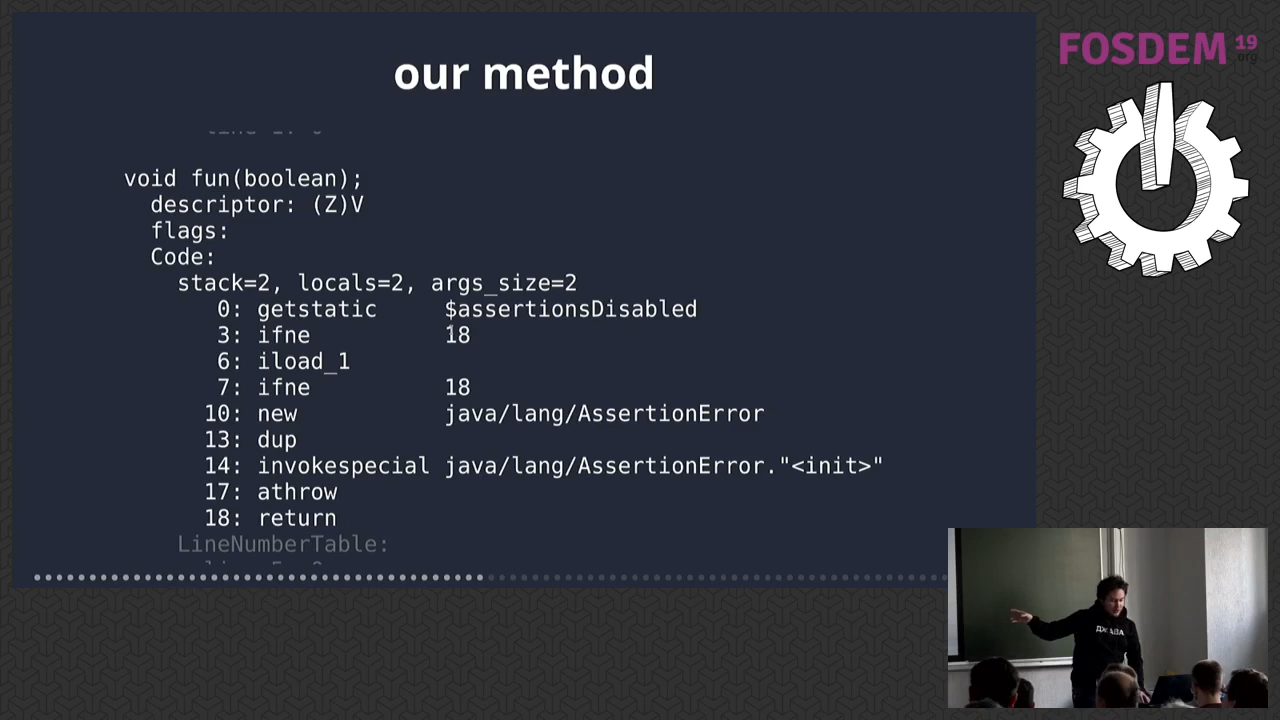 our method
void fun(boolean);
descriptor: (Z)V
flags:
Code:
stack=2, locals=2, args_size=2
0: getstatic $assertionsDisabled
3: ifne 18
6: iload_1
7: ifne 18
10: new java/lang/AssertionError
13: dup
14: invokespecial java/lang/AssertionError."<init>"
17: athrow
18: return
LineNumberTable:
FOSDEM 19
.org
ДЖАВА